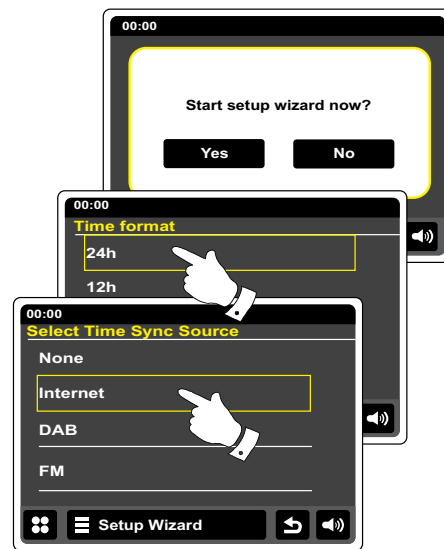 00:00
Start setup wizard now?
Yes No
00:00
Time format
24h
12h
00:00
Select Time Sync Source
None
Internet
DAB
FM
Setup Wizard